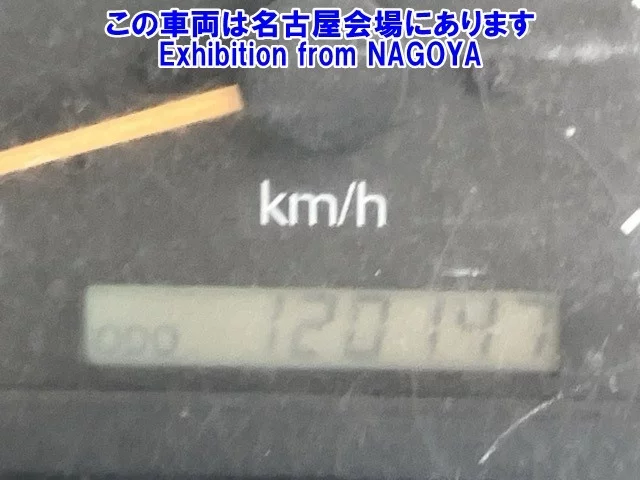 この車両は名古屋会場にあります
Exhibition from NAGOYA
km/h
ODO 120147